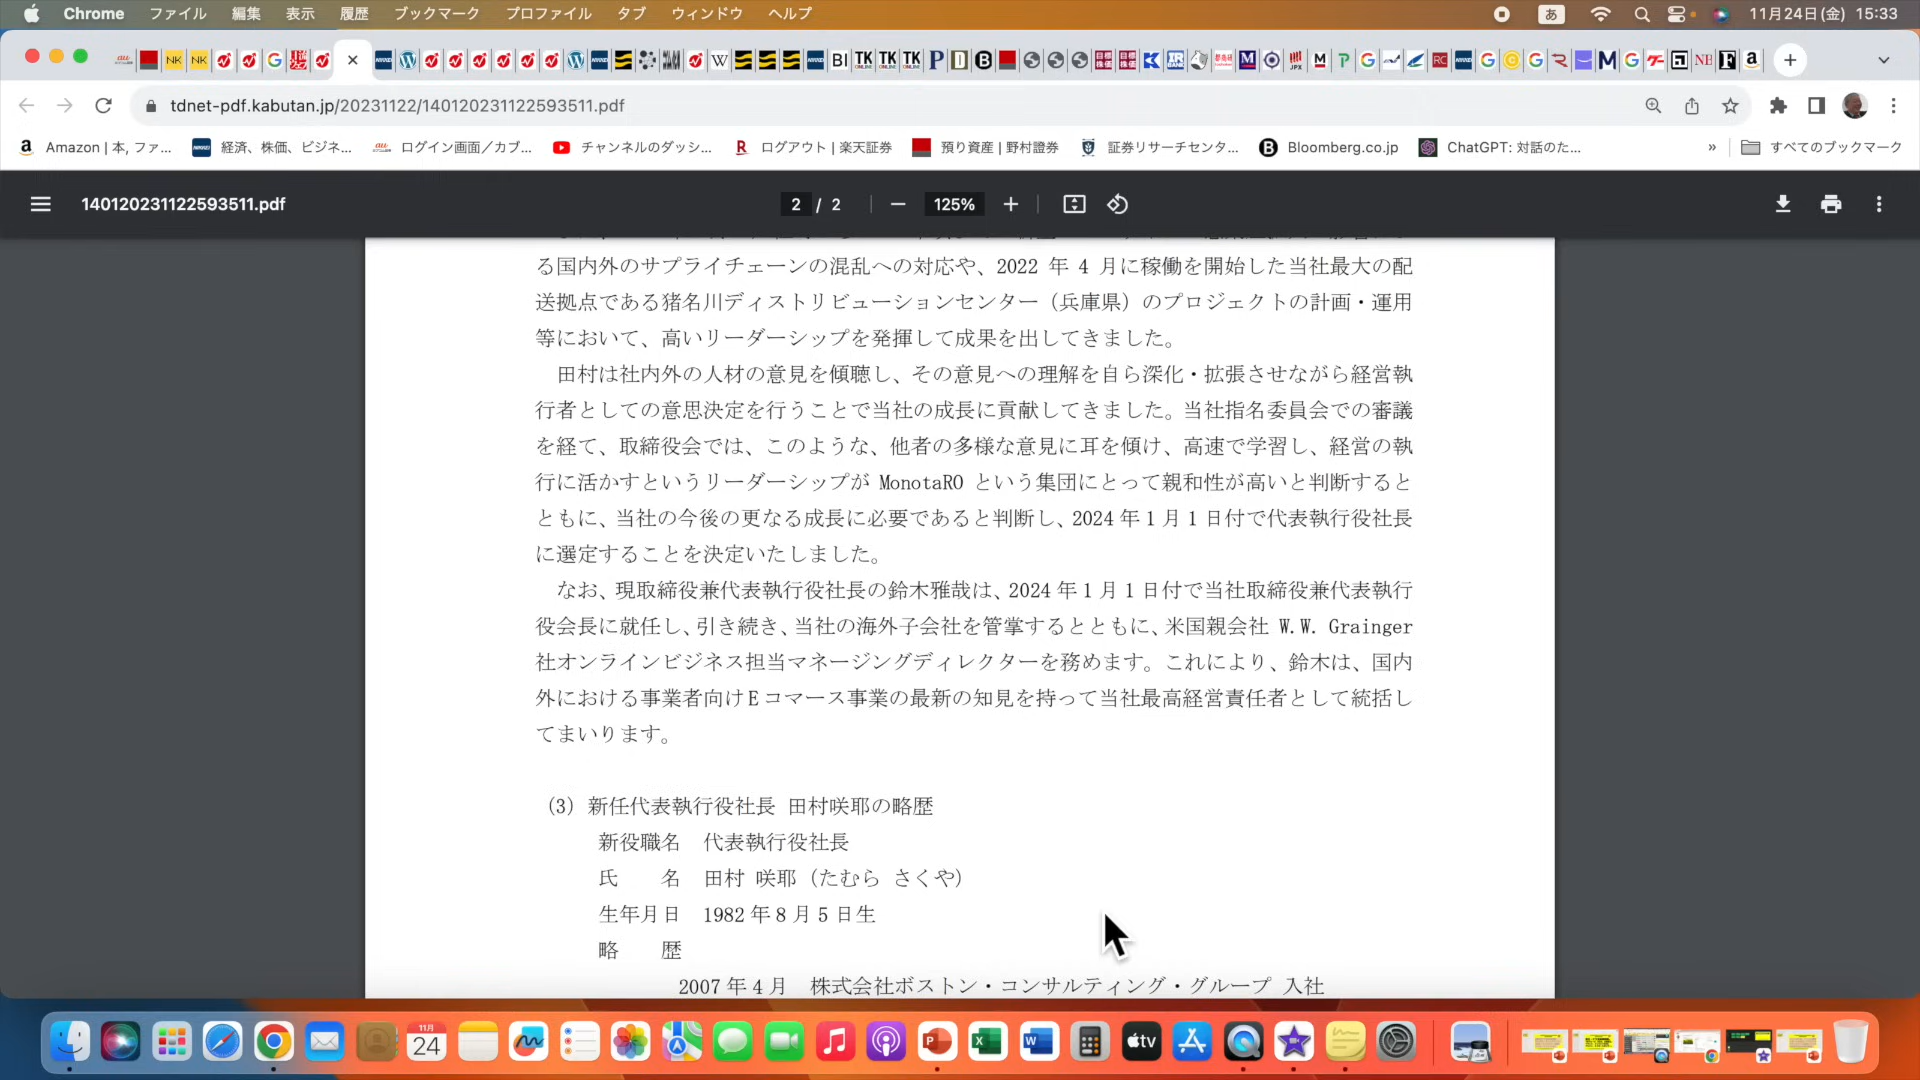 Chrome ファイル 編集 表示 履歴 ブックマーク プロファイル タブ ウィンドウ ヘルプ あ 11月24日(金) 15:33
tdnet-pdf.kabutan.jp/20231122/140120231122593511.pdf
Amazon | 本, ファ... 経済、株価、ビジネ... ログイン画面／カブ... チャンネルのダッシ... ログアウト | 楽天証券 預り資産 | 野村證券 証券リサーチセンタ... Bloomberg.co.jp ChatGPT: 対話のた... » すべてのブックマーク
140120231122593511.pdf 2 / 2 125%
る国内外のサプライチェーンの混乱への対応や、2022 年 4 月に稼働を開始した当社最大の配
送拠点である猪名川ディストリビューションセンター（兵庫県）のプロジェクトの計画・運用
等において、高いリーダーシップを発揮して成果を出してきました。
田村は社内外の人材の意見を傾聴し、その意見への理解を自ら深化・拡張させながら経営執
行者としての意思決定を行うことで当社の成長に貢献してきました。当社指名委員会での審議
を経て、取締役会では、このような、他者の多様な意見に耳を傾け、高速で学習し、経営の執
行に活かすというリーダーシップが MonotaRO という集団にとって親和性が高いと判断すると
ともに、当社の今後の更なる成長に必要であると判断し、2024 年 1 月 1 日付で代表執行役社長
に選定することを決定いたしました。
なお、現取締役兼代表執行役社長の鈴木雅哉は、2024 年 1 月 1 日付で当社取締役兼代表執行
役会長に就任し、引き続き、当社の海外子会社を管掌するとともに、米国親会社 W.W. Grainger
社オンラインビジネス担当マネージングディレクターを務めます。これにより、鈴木は、国内
外における事業者向け E コマース事業の最新の知見を持って当社最高経営責任者として統括し
てまいります。
（3）新任代表執行役社長 田村咲耶の略歴
新役職名 代表執行役社長
氏 名 田村 咲耶（たむら さくや）
生年月日 1982 年 8 月 5 日生
略 歴
2007 年 4 月 株式会社ボストン・コンサルティング・グループ 入社
11月
24
tv